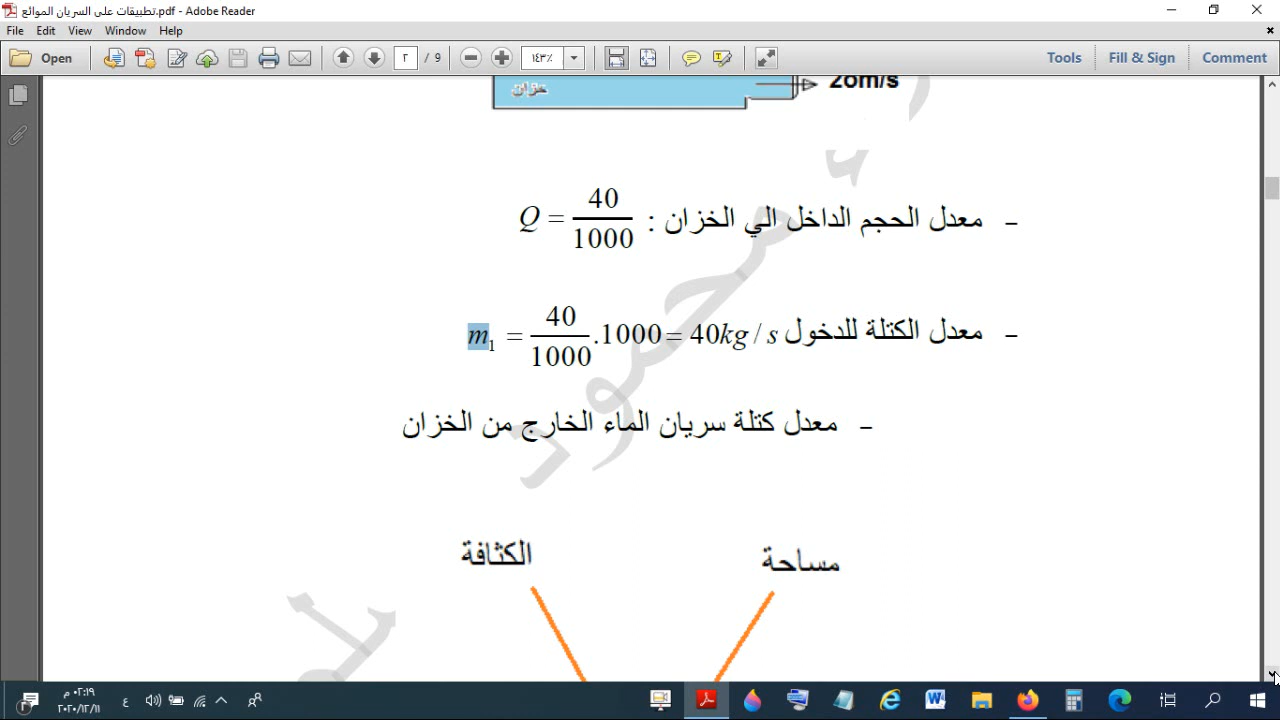 تطبيقات على السريان الموائع.pdf - Adobe Reader
File Edit View Window Help
Open ٢ / 9 ١٤٣٪ Tools Fill & Sign Comment
خزان 20m/s
- معدل الحجم الداخل الي الخزان : Q = 40/1000
- معدل الكتلة للدخول m₁ = 40/1000 .1000 = 40kg / s
- معدل كتلة سريان الماء الخارج من الخزان
الكثافة مساحة
محمود
٠٢:١٩ م
ع
٢٠٢٠/١٢/١١